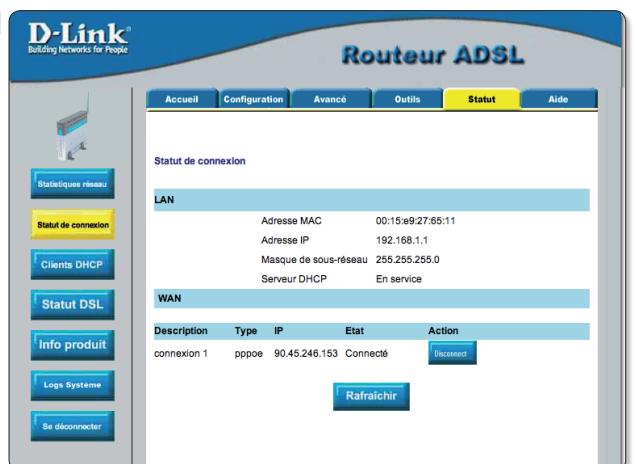 D-Link®
Building Networks for People
Routeur ADSL
Accueil Configuration Avancé Outils Statut Aide
Statistiques réseau
Statut de connexion
Clients DHCP
Statut DSL
Info produit
Logs Système
Se déconnecter
Statut de connexion
LAN
Adresse MAC 00:15:e9:27:65:11
Adresse IP 192.168.1.1
Masque de sous-réseau 255.255.255.0
Serveur DHCP En service
WAN
Description Type IP Etat Action
connexion 1 pppoe 90.45.246.153 Connecté Disconnect
Rafraîchir